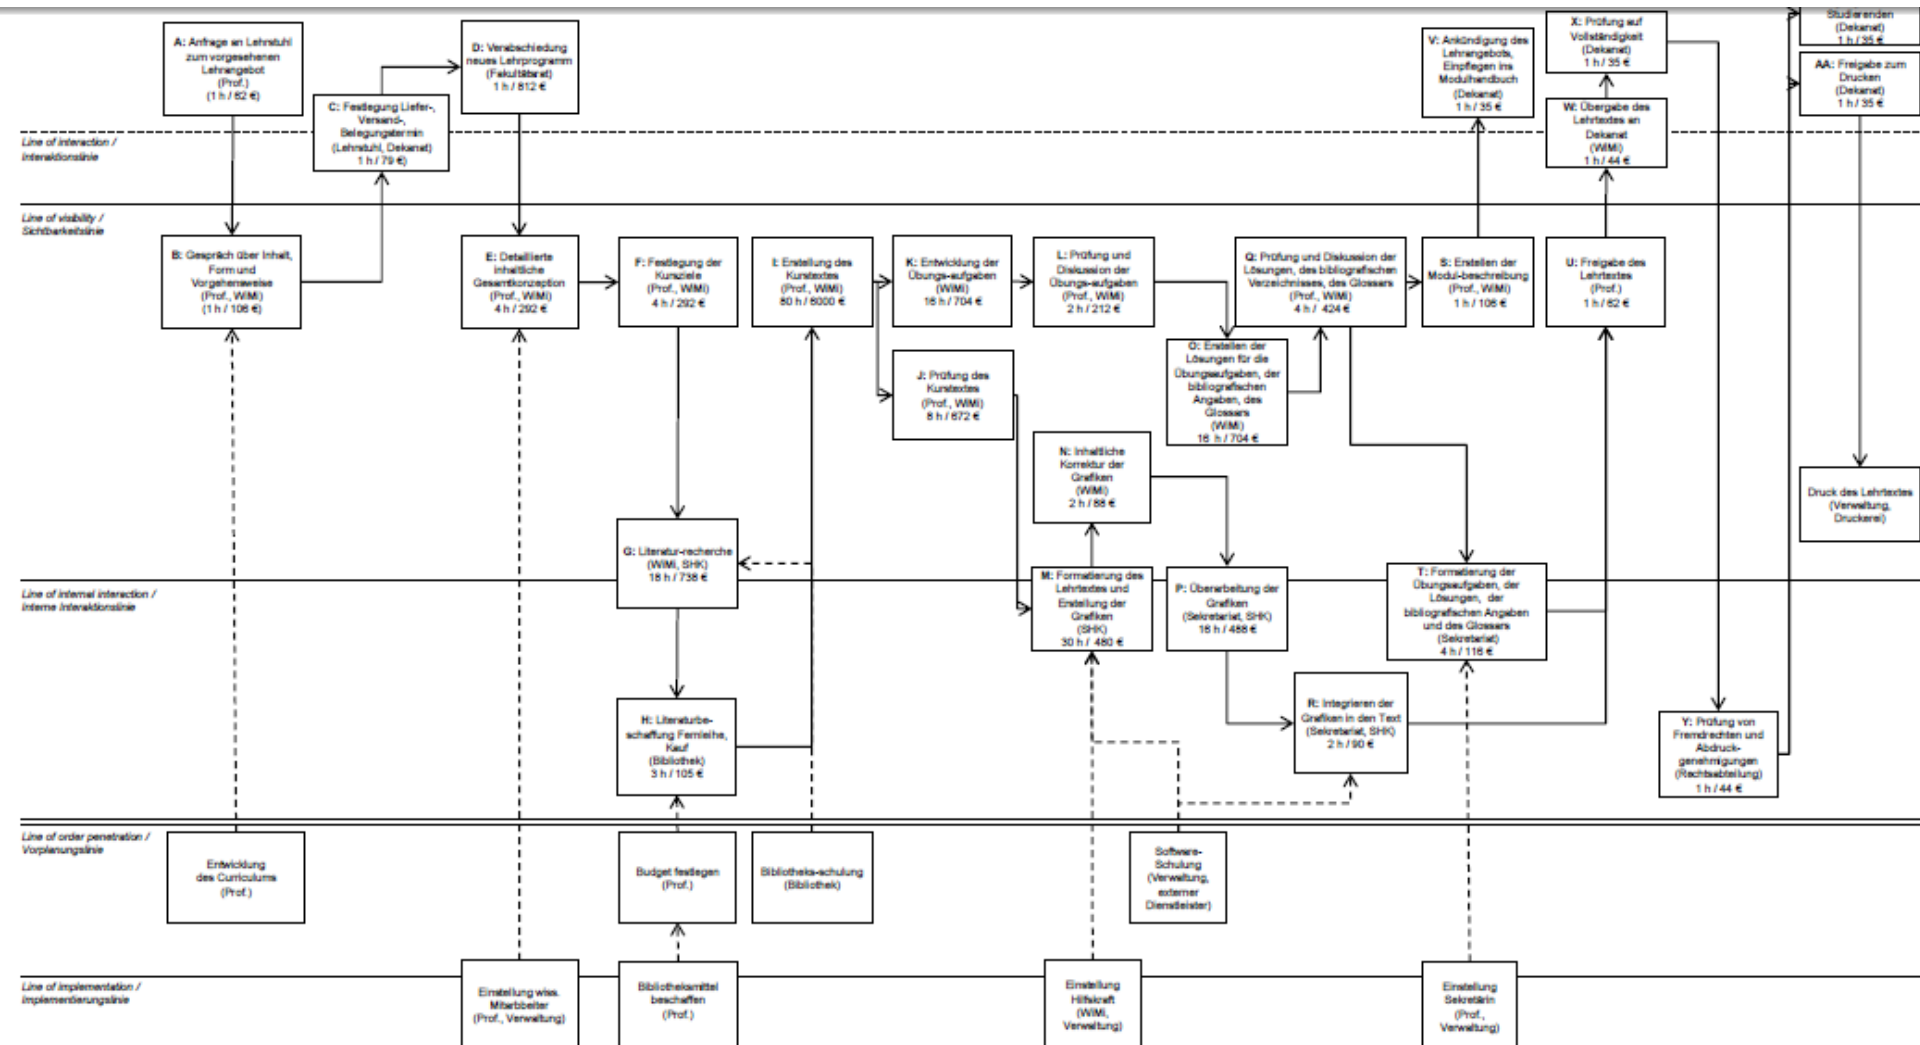 A: Anfrage an Lehrstuhl
zum vorgesehenen
Lehrangebot
(Prof.)
(1 h / 62 €)
D: Verabschiedung
neues Lehrprogramm
(Fakultätsrat)
1 h / 812 €
C: Festlegung Liefer-,
Versand-,
Belegungstermin
(Lehrstuhl, Dekanat)
1 h / 79 €)
V: Ankündigung des
Lehrangebots,
Einpflegen ins
Modulhandbuch
(Dekanat)
1 h / 35 €
X: Prüfung auf
Vollständigkeit
(Dekanat)
1 h / 35 €
W: Übergabe des
Lehrtextes an
Dekanat
(WiMi)
1 h / 44 €
Studierenden
(Dekanat)
1 h / 35 €
AA: Freigabe zum
Drucken
(Dekanat)
1 h / 35 €
Line of interaction /
Interaktionslinie
Line of visibility /
Sichtbarkeitslinie
B: Gespräch über Inhalt,
Form und
Vorgehensweise
(Prof., WiMi)
(1 h / 106 €)
E: Detaillierte
inhaltliche
Gesamtkonzeption
(Prof., WiMi)
4 h / 292 €
F: Festlegung der
Kursziele
(Prof., WiMi)
4 h / 292 €
I: Erstellung des
Kurstextes
(Prof., WiMi)
80 h / 6000 €
K: Entwicklung der
Übungs-aufgaben
(WiMi)
16 h / 704 €
L: Prüfung und
Diskussion der
Übungs-aufgaben
(Prof., WiMi)
2 h / 212 €
Q: Prüfung und Diskussion der
Lösungen, des bibliografischen
Verzeichnisses, des Glossars
(Prof., WiMi)
4 h / 424 €
S: Erstellen der
Modul-beschreibung
(Prof., WiMi)
1 h / 106 €
U: Freigabe des
Lehrtextes
(Prof.)
1 h / 62 €
J: Prüfung des
Kurstextes
(Prof., WiMi)
8 h / 672 €
O: Erstellen der
Lösungen für die
Übungsaufgaben, der
bibliografischen
Angaben, des
Glossars
(WiMi)
16 h / 704 €
N: Inhaltliche
Korrektur der
Grafiken
(WiMi)
2 h / 88 €
Druck des Lehrtextes
(Verwaltung,
Druckerei)
G: Literatur-recherche
(WiMi, SHK)
18 h / 738 €
M: Formatierung des
Lehrtextes und
Erstellung der
Grafiken
(SHK)
30 h / 480 €
P: Überarbeitung der
Grafiken
(Sekretariat, SHK)
16 h / 488 €
T: Formatierung der
Übungsaufgaben, der
Lösungen, der
bibliografischen Angaben
und des Glossars
(Sekretariat)
4 h / 116 €
Line of internal interaction /
Interne Interaktionslinie
H: Literaturbe-
schaffung Fernleihe,
Kauf
(Bibliothek)
3 h / 105 €
R: Integrieren der
Grafiken in den Text
(Sekretariat, SHK)
2 h / 90 €
Y: Prüfung von
Fremdrechten und
Abdruck-
genehmigungen
(Rechtsabteilung)
1 h / 44 €
Line of order penetration /
Vorplanungslinie
Entwicklung
des Curriculums
(Prof.)
Budget festlegen
(Prof.)
Bibliotheks-schulung
(Bibliothek)
Software-
Schulung
(Verwaltung,
externer
Dienstleister)
Line of implementation /
Implementierungslinie
Einstellung wiss.
Mitarbbeiter
(Prof., Verwaltung)
Bibliotheksmittel
beschaffen
(Prof.)
Einstellung
Hilfskraft
(WiMi,
Verwaltung)
Einstellung
Sekretärin
(Prof.,
Verwaltung)